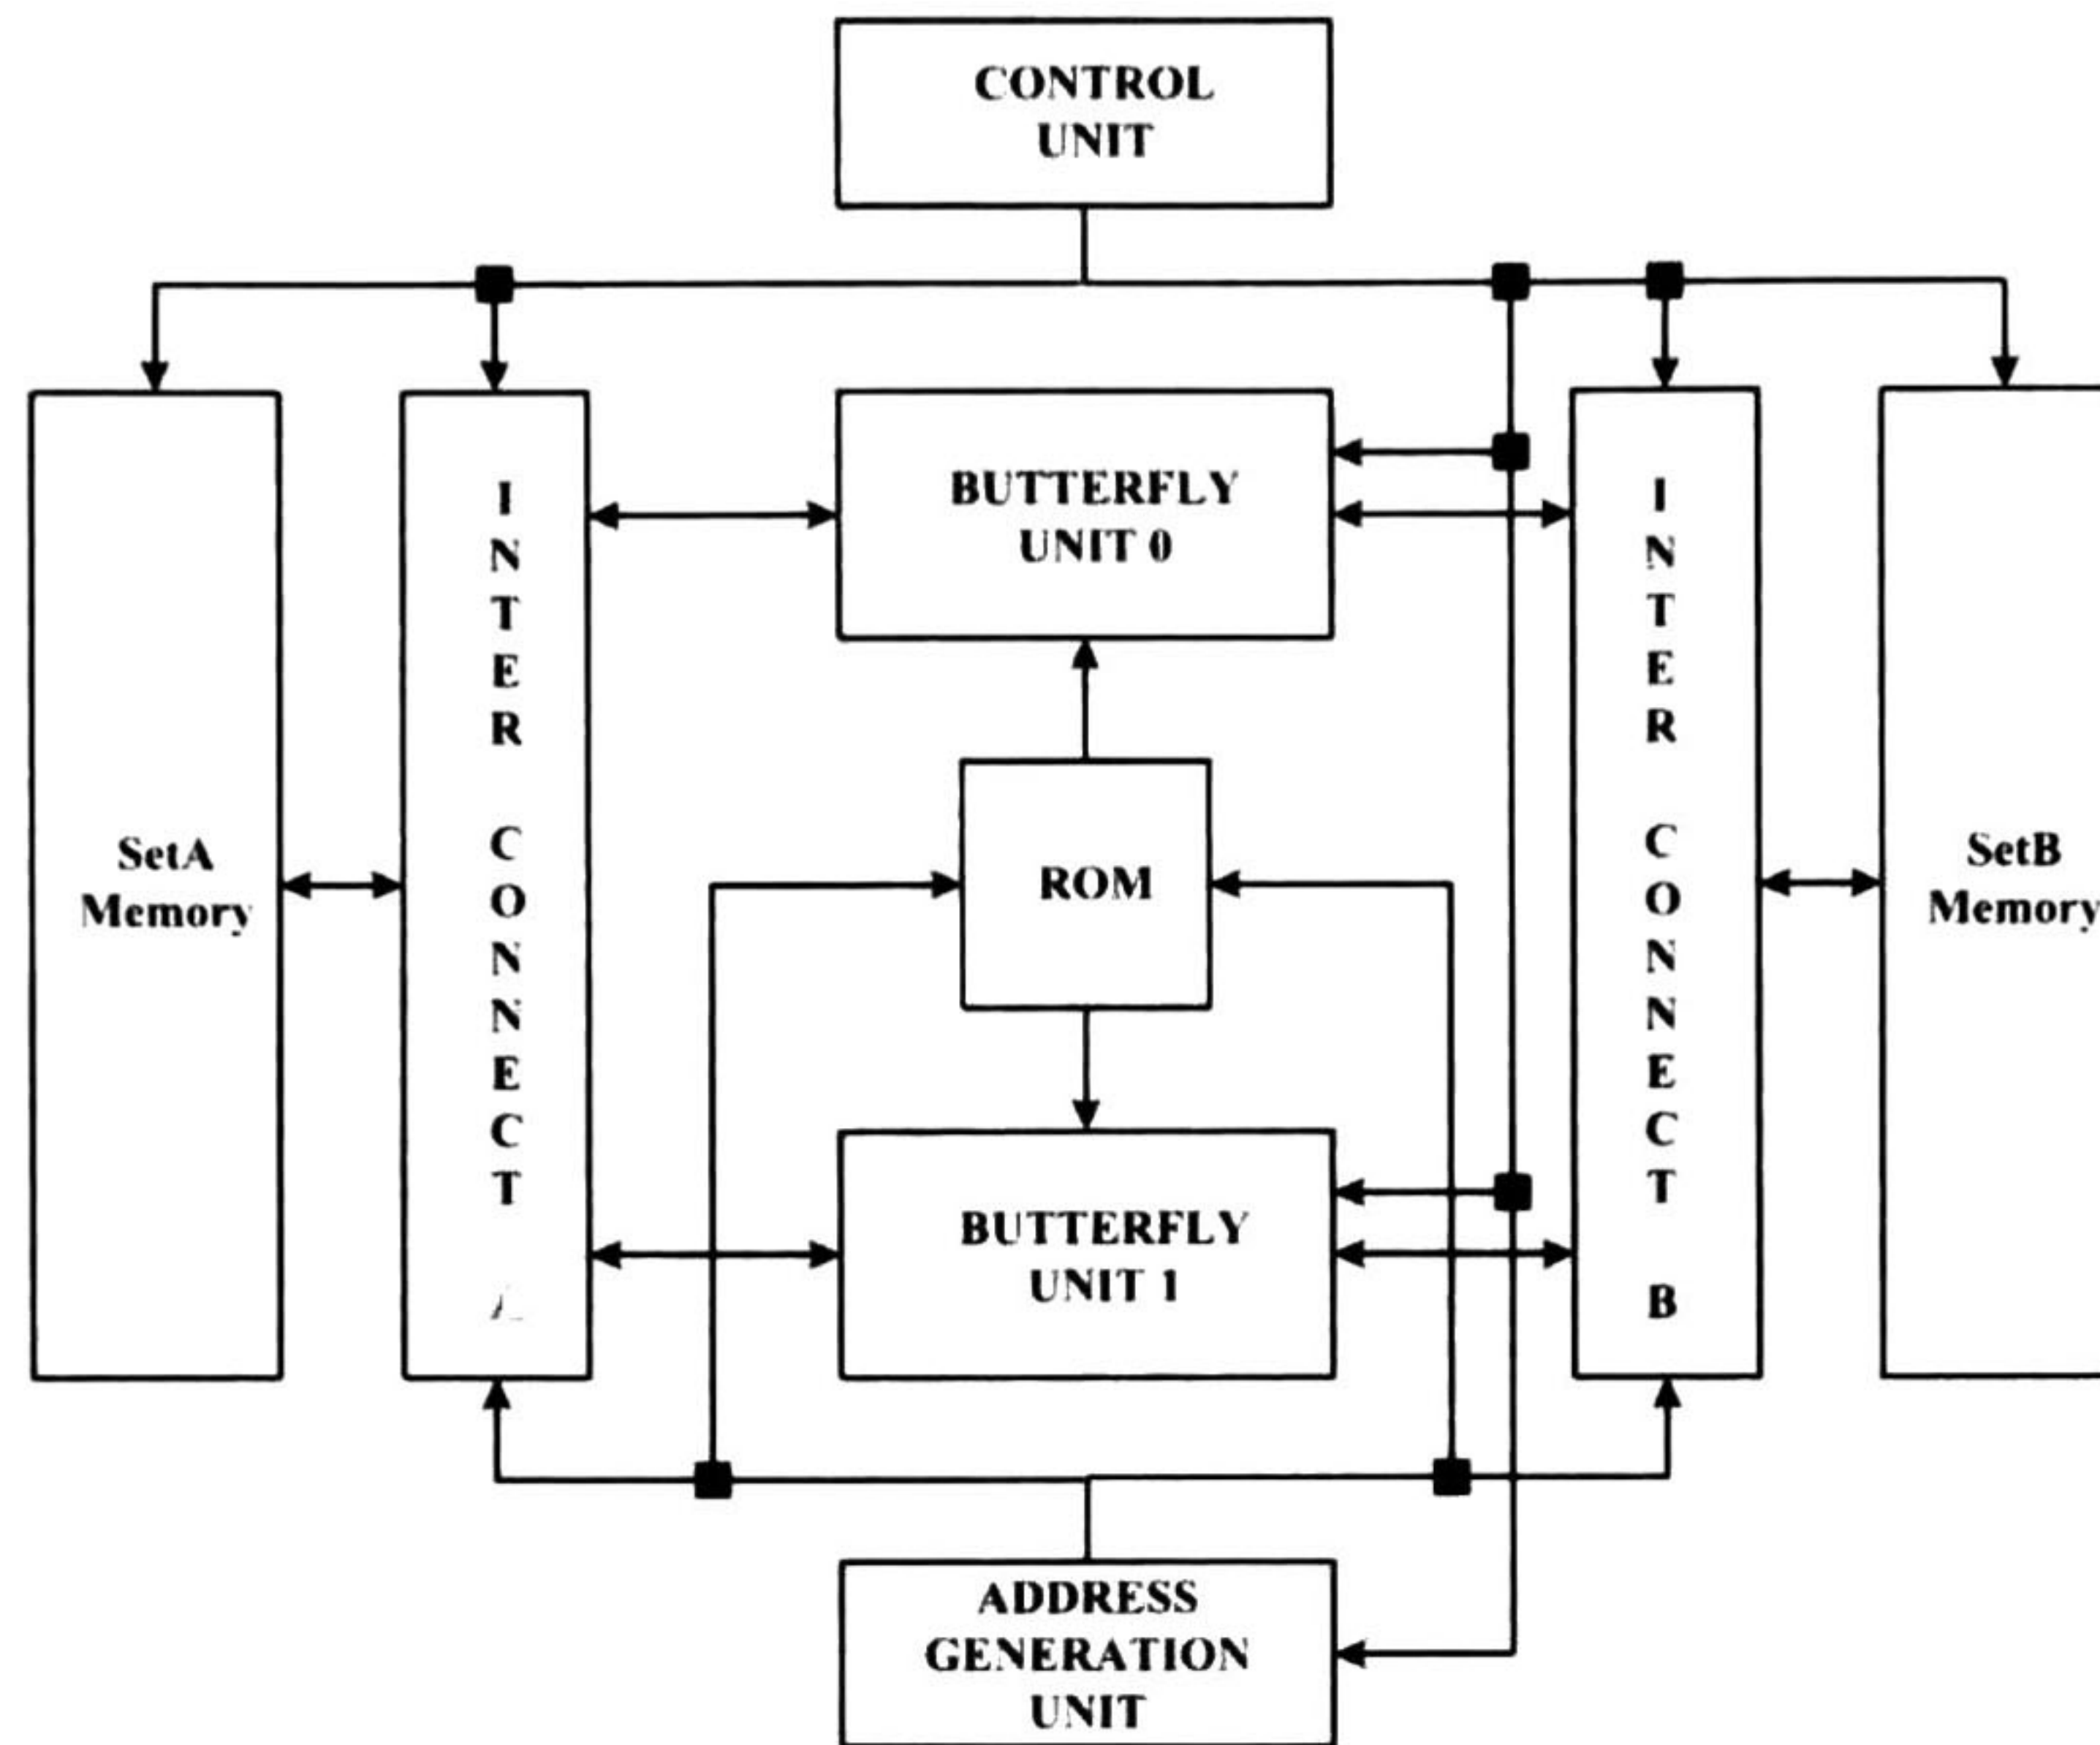 CONTROL
UNIT
I
N
T
E
R
C
O
N
N
E
C
T
BUTTERFLY
UNIT 0
I
N
T
E
R
C
O
N
N
E
C
T
B
SetA
Memory
ROM
SetB
Memory
BUTTERFLY
UNIT 1
ADDRESS
GENERATION
UNIT